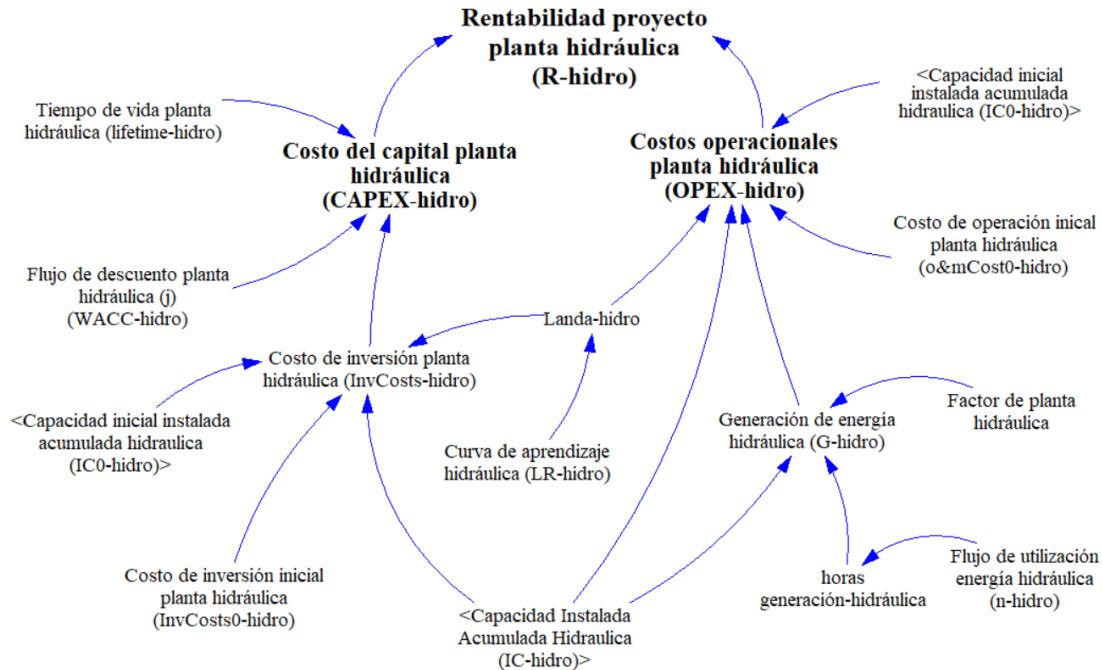 Rentabilidad proyecto
planta hidráulica
(R-hidro)
<Capacidad inicial
instalada acumulada
hidraulica (IC0-hidro)>
Tiempo de vida planta
hidráulica (lifetime-hidro)
Costo del capital planta
hidráulica
(CAPEX-hidro)
Costos operacionales
planta hidráulica
(OPEX-hidro)
Costo de operación inical
planta hidráulica
(o&mCost0-hidro)
Flujo de descuento planta
hidráulica (j)
(WACC-hidro)
Landa-hidro
Costo de inversión planta
hidráulica (InvCosts-hidro)
<Capacidad inicial instalada
acumulada hidraulica
(IC0-hidro)>
Curva de aprendizaje
hidráulica (LR-hidro)
Generación de energía
hidráulica (G-hidro)
Factor de planta
hidráulica
Costo de inversión inicial
planta hidráulica
(InvCosts0-hidro)
<Capacidad Instalada
Acumulada Hidraulica
(IC-hidro)>
horas
generación-hidráulica
Flujo de utilización
energía hidráulica
(n-hidro)